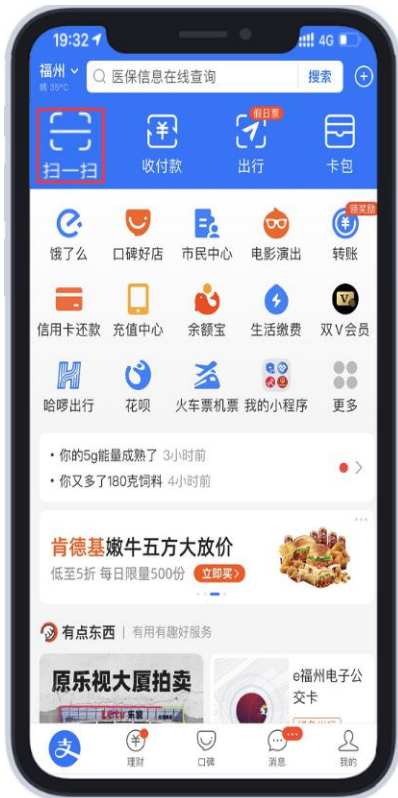 19:32
4G
福州
晴 35°C
医保信息在线查询
搜索
扫一扫
收付款
假日票
出行
卡包
饿了么
口碑好店
市民中心
电影演出
领奖励
转账
信用卡还款
充值中心
余额宝
生活缴费
V
双V会员
哈啰出行
花呗
火车票机票
我的小程序
更多
· 你的5g能量成熟了 3小时前
· 你又多了180克饲料 4小时前
肯德基嫩牛五方大放价
低至5折 每日限量500份 立即买>
有点东西 | 有用有趣好服务
原乐视大厦拍卖
Letv 乐视
e福州电子公
交卡
支
理财
口碑
消息
我的